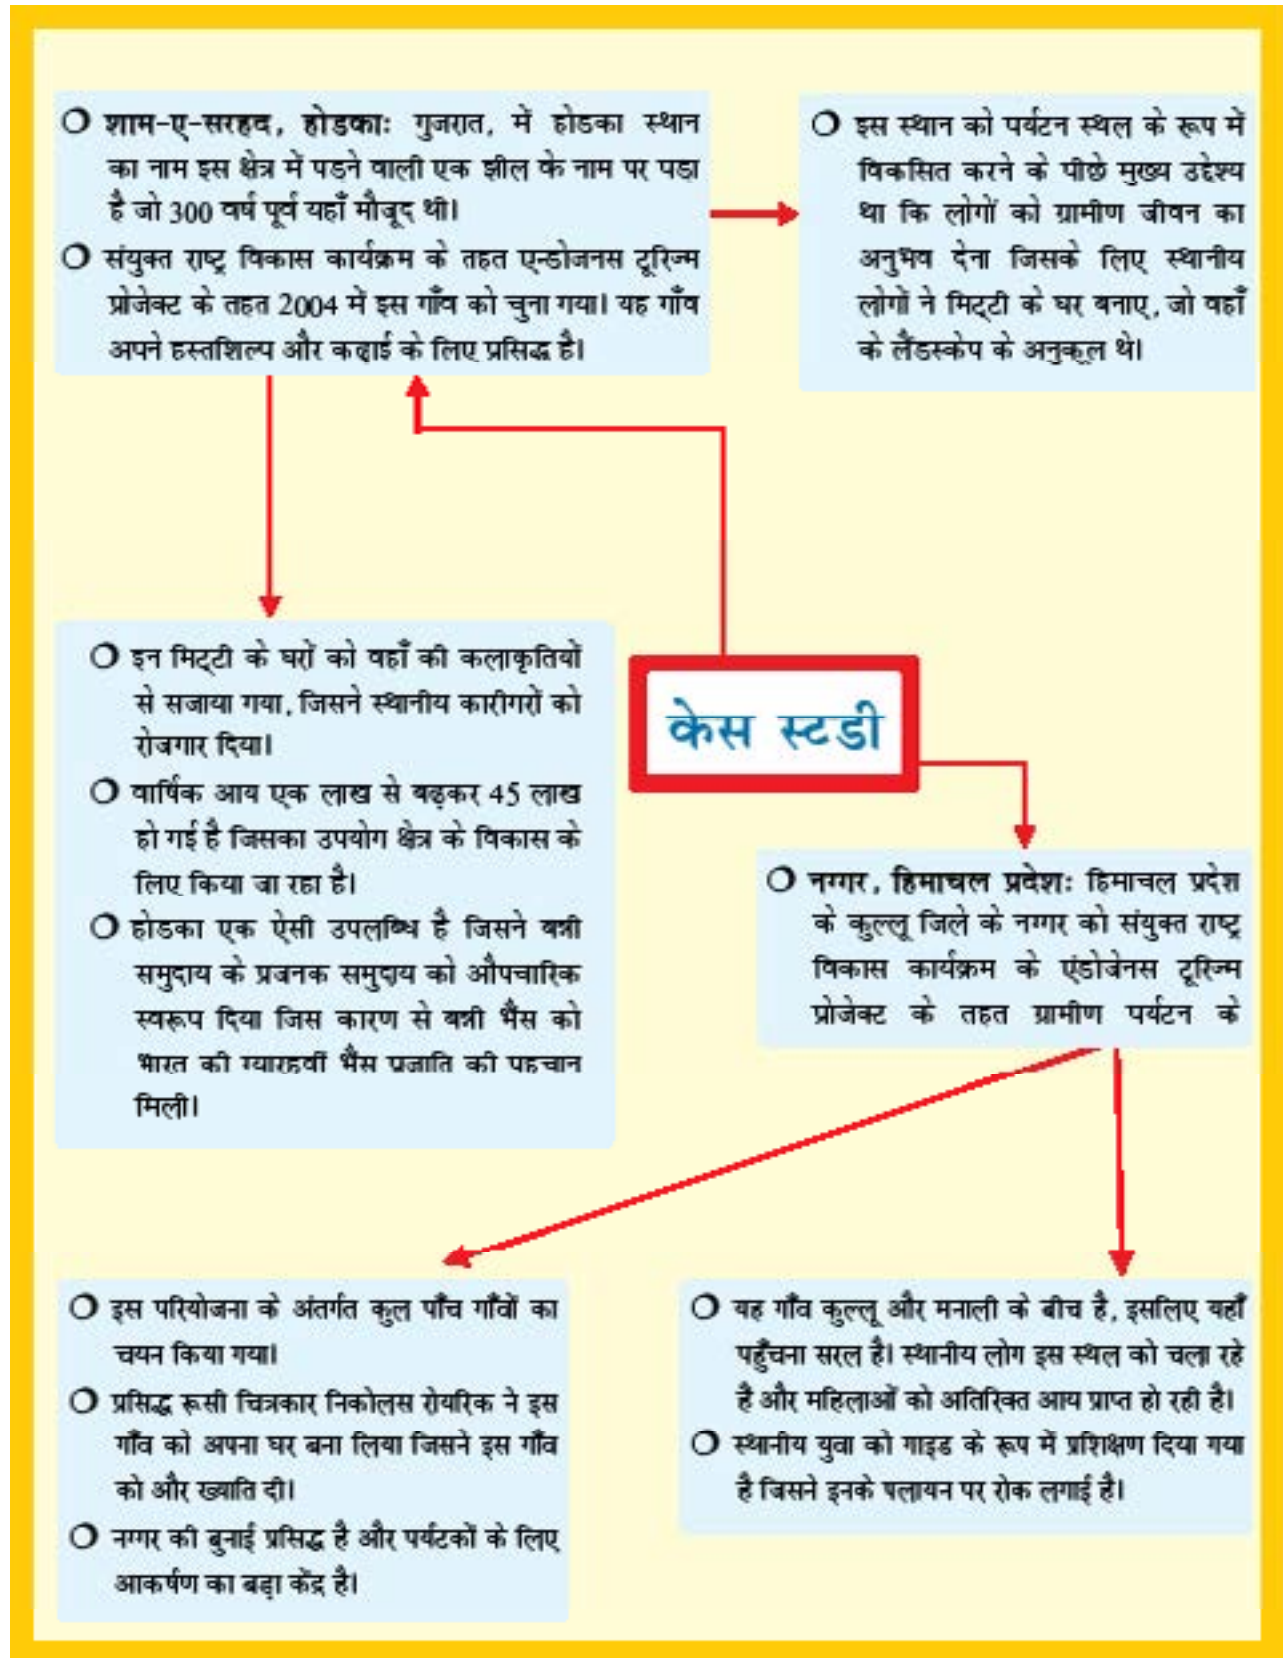 ○ शाम-ए-सरहद, होडकाः गुजरात, में होडका स्थान
का नाम इस क्षेत्र में पड़ने वाली एक झील के नाम पर पड़ा
है जो 300 वर्ष पूर्व यहाँ मौजूद थी।
○ संयुक्त राष्ट्र विकास कार्यक्रम के तहत एन्डोजनस टूरिज्म
प्रोजेक्ट के तहत 2004 में इस गाँव को चुना गया। यह गाँव
अपने हस्तशिल्प और कढ़ाई के लिए प्रसिद्ध है।
○ इस स्थान को पर्यटन स्थल के रूप में
विकसित करने के पीछे मुख्य उद्देश्य
था कि लोगों को ग्रामीण जीवन का
अनुभव देना जिसके लिए स्थानीय
लोगों ने मिट्टी के घर बनाए, जो वहाँ
के लैंडस्केप के अनुकूल थे।
○ इन मिट्टी के घरों को वहाँ की कलाकृतियों
से सजाया गया, जिसने स्थानीय कारीगरों को
रोजगार दिया।
○ वार्षिक आय एक लाख से बढ़कर 45 लाख
हो गई है जिसका उपयोग क्षेत्र के विकास के
लिए किया जा रहा है।
○ होडका एक ऐसी उपलब्धि है जिसने बन्नी
समुदाय के प्रजनक समुदाय को औपचारिक
स्वरूप दिया जिस कारण से बन्नी भैंस को
भारत की ग्यारहवीं भैंस प्रजाति की पहचान
मिली।
केस स्टडी
○ नग्गर, हिमाचल प्रदेशः हिमाचल प्रदेश
के कुल्लू जिले के नग्गर को संयुक्त राष्ट्र
विकास कार्यक्रम के एंडोजेनस टूरिज्म
प्रोजेक्ट के तहत ग्रामीण पर्यटन के
○ इस परियोजना के अंतर्गत कुल पाँच गाँवों का
चयन किया गया।
○ प्रसिद्ध रूसी चित्रकार निकोलस रोयरिक ने इस
गाँव को अपना घर बना लिया जिसने इस गाँव
को और ख्याति दी।
○ नग्गर की बुनाई प्रसिद्ध है और पर्यटकों के लिए
आकर्षण का बड़ा केंद्र है।
○ यह गाँव कुल्लू और मनाली के बीच है, इसलिए यहाँ
पहुँचना सरल है। स्थानीय लोग इस स्थल को चला रहे
है और महिलाओं को अतिरिक्त आय प्राप्त हो रही है।
○ स्थानीय युवा को गाइड के रूप में प्रशिक्षण दिया गया
है जिसने इनके पलायन पर रोक लगाई है।